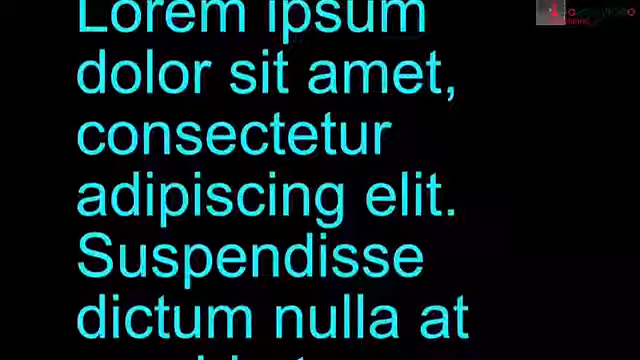 Lorem ipsum
dolor sit amet,
consectetur
adipiscing elit.
Suspendisse
dictum nulla at